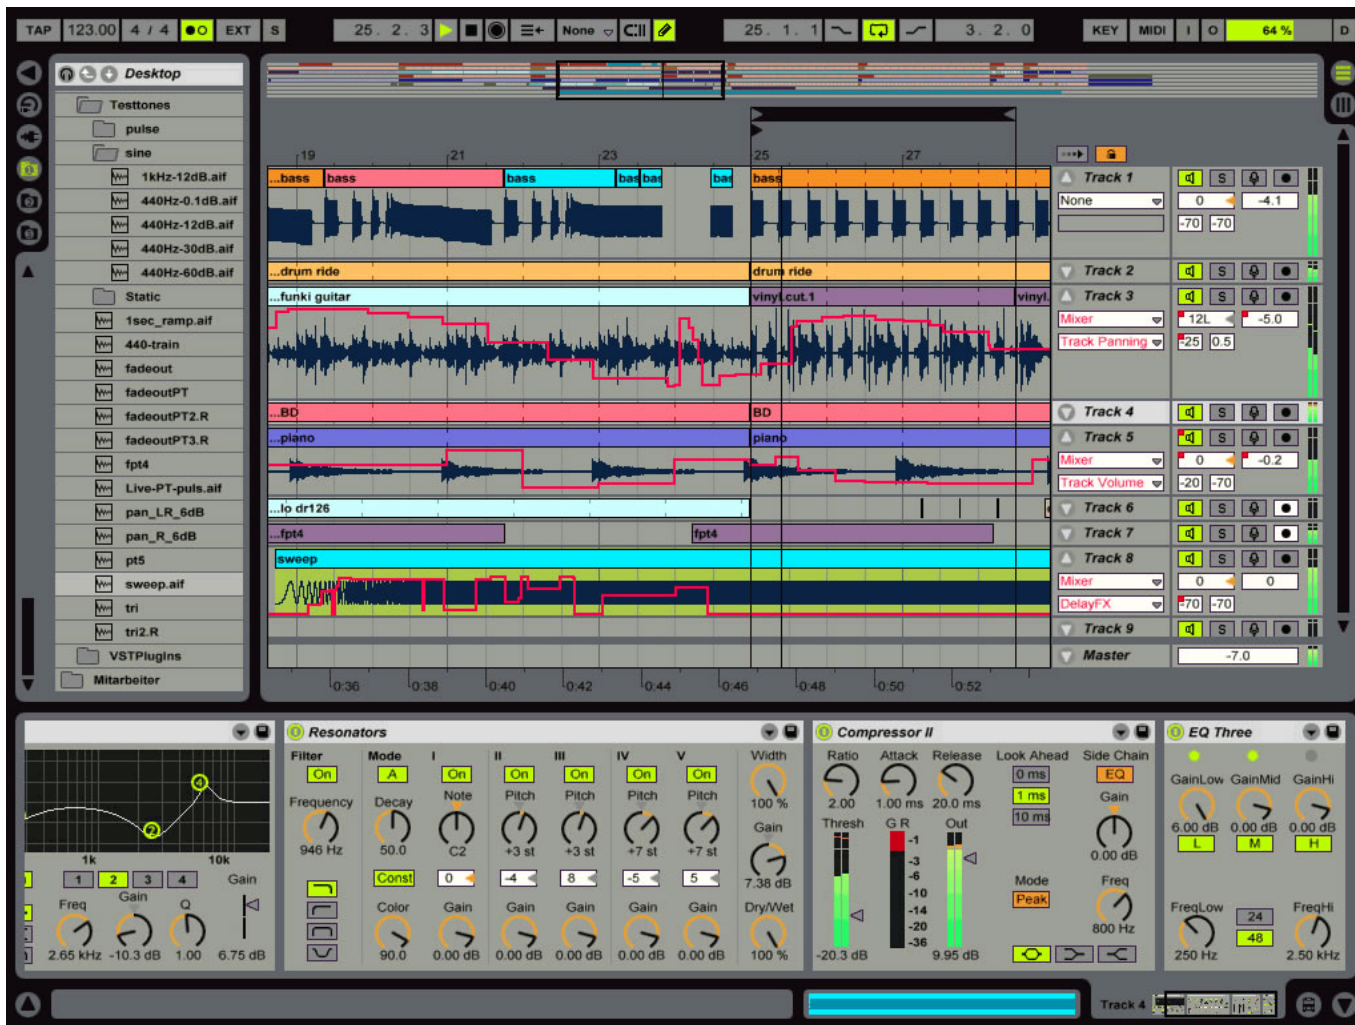 TAP 123.00 4 / 4 EXT S 25. 2. 3 None 25. 1. 1 3. 2. 0 KEY MIDI I O 64 % D
Desktop
Testtones
pulse
sine
1kHz-12dB.aif
440Hz-0.1dB.aif
440Hz-12dB.aif
440Hz-30dB.aif
440Hz-60dB.aif
Static
1sec_ramp.aif
440-train
fadeout
fadeoutPT
fadeoutPT2.R
fadeoutPT3.R
fpt4
Live-PT-puls.aif
pan_LR_6dB
pan_R_6dB
pt5
sweep.aif
tri
tri2.R
VSTPlugIns
Mitarbeiter
19 21 23 25 27
...bass bass bass bas bas bas bass
Track 1 S
None 0 -4.1
-70 -70
...drum ride drum ride
Track 2 S
...funki guitar vinyl.cut.1 vinyl.
Track 3 S
Mixer 12L -5.0
Track Panning -25 0.5
...BD BD
Track 4 S
...piano piano
Track 5 S
Mixer 0 -0.2
Track Volume -20 -70
...lo dr126
Track 6 S
...fpt4 fpt4
Track 7 S
sweep
Track 8 S
Mixer 0 0
DelayFX -70 -70
Track 9 S
Master -7.0
0:36 0:38 0:40 0:42 0:44 0:46 0:48 0:50 0:52
4
2
1k 10k
1 2 3 4 Gain
Freq Gain Q
2.65 kHz -10.3 dB 1.00 6.75 dB
Resonators
Filter Mode I II III IV V Width
On A On On On On On
Frequency Decay Note Pitch Pitch Pitch Pitch 100 %
946 Hz 50.0 C2 +3 st +3 st +7 st +7 st Gain
Const 0 -4 8 -5 5 7.38 dB
Color Gain Gain Gain Gain Gain Dry/Wet
90.0 0.00 dB 0.00 dB 0.00 dB 0.00 dB 0.00 dB 100 %
Compressor II
Ratio Attack Release Look Ahead Side Chain
0 ms EQ
2.00 1.00 ms 20.0 ms 1 ms Gain
10 ms
Thresh G R Out
-1
-3
-6
-10
-14
-20
-36
0.00 dB
Mode Freq
Peak
800 Hz
-20.3 dB 9.95 dB
EQ Three
GainLow GainMid GainHi
6.00 dB 0.00 dB 0.00 dB
L M H
FreqLow 24 FreqHi
48
250 Hz 2.50 kHz
Track 4